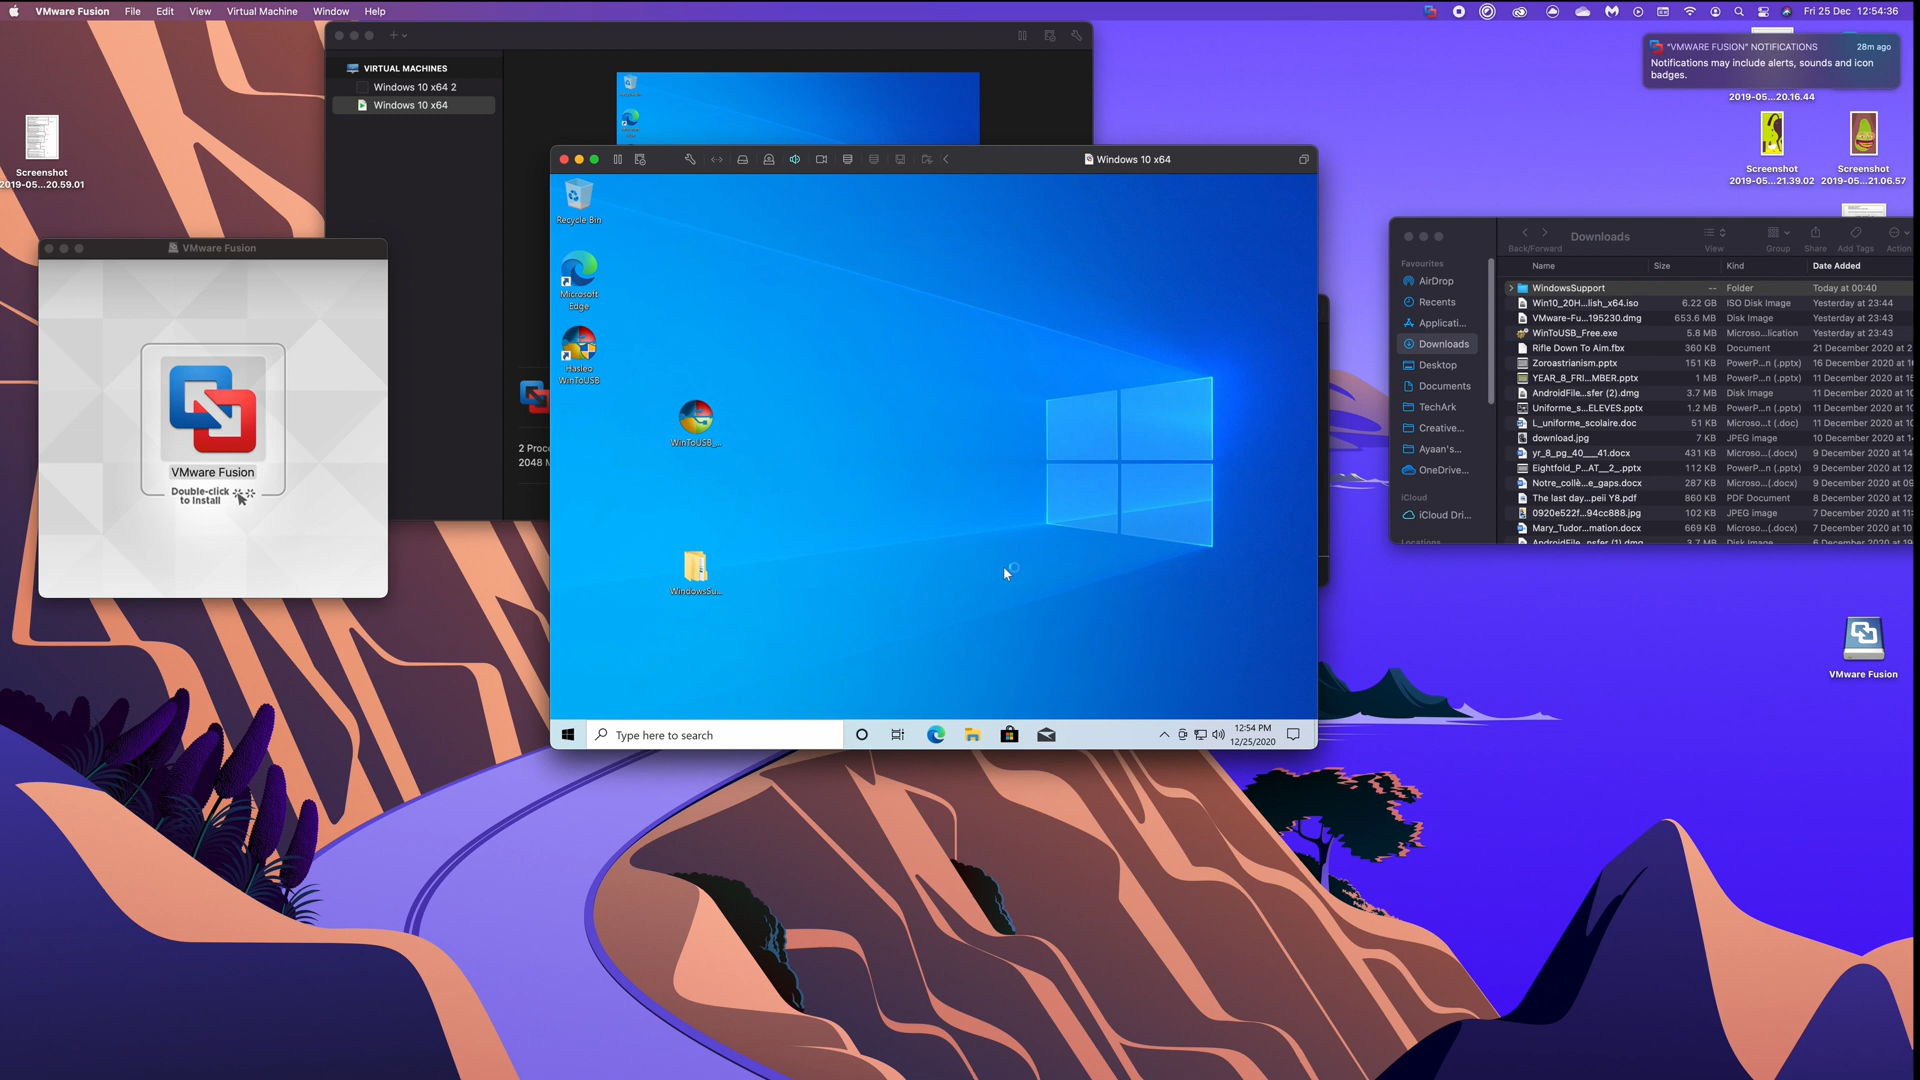 VMware Fusion File Edit View Virtual Machine Window Help
Fri 25 Dec 12:54:36
"VMWARE FUSION" NOTIFICATIONS 28m ago
Notifications may include alerts, sounds and icon
badges.
2019-05...20.16.44
Screenshot
2019-05...21.39.02
Screenshot
2019-05...21.06.57
Screenshot
2019-05...20.59.01
VIRTUAL MACHINES
Windows 10 x64 2
Windows 10 x64
2 Proce
2048 M
VMware Fusion
VMware Fusion
Double-click
to Install
Windows 10 x64
Recycle Bin
Microsoft
Edge
Hasleo
WinToUSB
WinToUSB_...
WindowsSu...
Type here to search
12:54 PM
12/25/2020
Downloads
Back/Forward View Group Share Add Tags Action
Favourites
AirDrop
Recents
Applicati...
Downloads
Desktop
Documents
TechArk
Creative...
Ayaan's...
OneDrive...
iCloud
iCloud Dri...
Locations
Name Size Kind Date Added
WindowsSupport -- Folder Today at 00:40
Win10_20H...lish_x64.iso 6.22 GB ISO Disk Image Yesterday at 23:44
VMware-Fu...195230.dmg 653.6 MB Disk Image Yesterday at 23:43
WinToUSB_Free.exe 5.8 MB Microso...lication Yesterday at 23:43
Rifle Down To Aim.fbx 360 KB Document 21 December 2020 at 2
Zoroastrianism.pptx 151 KB PowerP...n (.pptx) 16 December 2020 at 1
YEAR_8_FRI...MBER.pptx 1 MB PowerP...n (.pptx) 11 December 2020 at 15
AndroidFile...sfer (2).dmg 3.7 MB Disk Image 11 December 2020 at 10
Uniforme_s...ELEVES.pptx 1.2 MB PowerP...n (.pptx) 11 December 2020 at 10
L_uniforme_scolaire.doc 51 KB Microso...t (.doc) 11 December 2020 at 10
download.jpg 7 KB JPEG image 10 December 2020 at 14
yr_8_pg_40___41.docx 431 KB Microso...(.docx) 9 December 2020 at 14
Eightfold_P...AT__2_.pptx 112 KB PowerP...n (.pptx) 9 December 2020 at 12
Notre_collè...e_gaps.docx 287 KB Microso...(.docx) 9 December 2020 at 09
The last day...peii Y8.pdf 860 KB PDF Document 8 December 2020 at 12
0920e522f...94cc888.jpg 102 KB JPEG image 7 December 2020 at 11:
Mary_Tudor...mation.docx 669 KB Microso...(.docx) 7 December 2020 at 10
AndroidFile...nsfer (1).dmg 3.7 MB Disk Image 6 December 2020 at 12
VMware Fusion